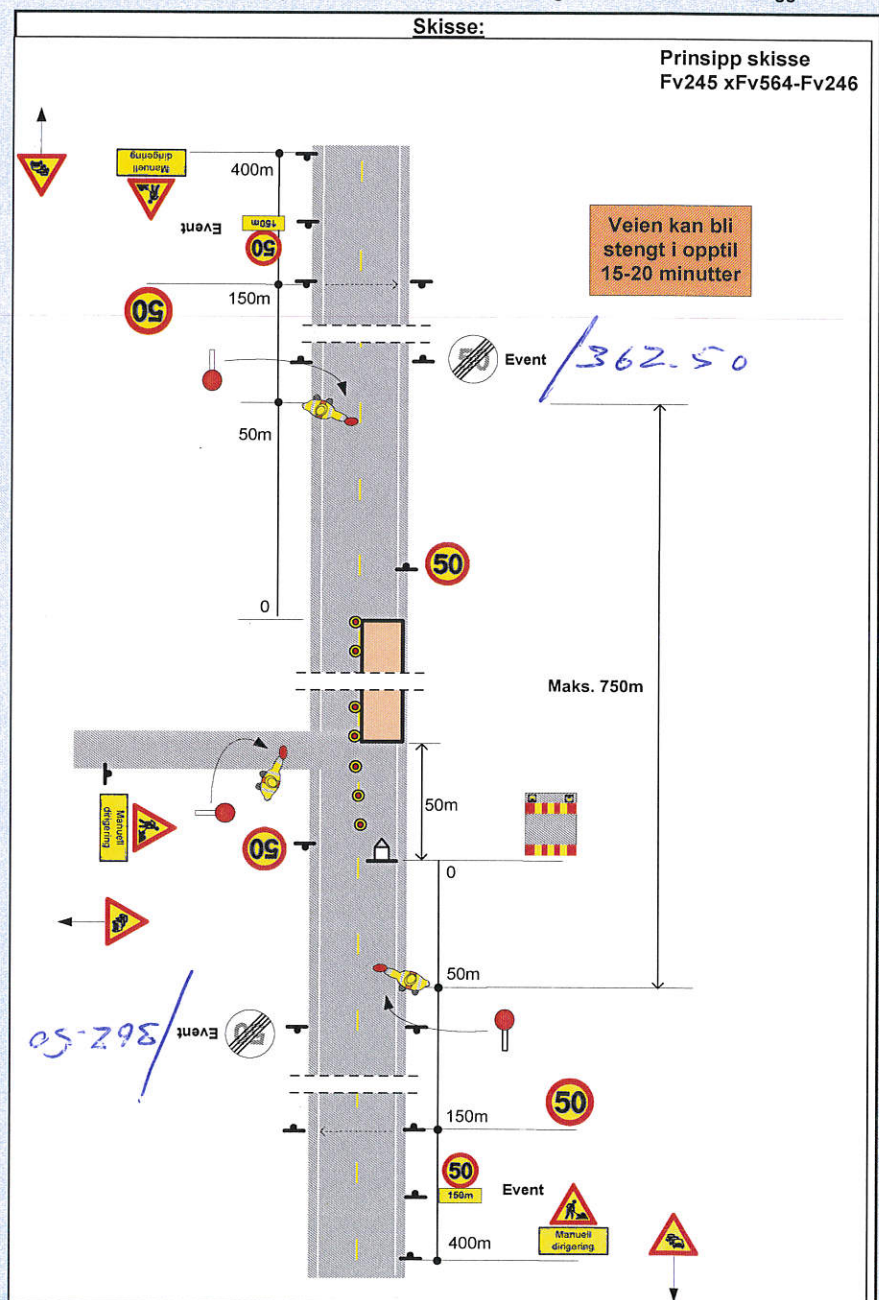 Skisse:
Prinsipp skisse
Fv245 xFv564-Fv246
Manuell
dirigering
400m
Event
150m
50
Veien kan bli
stengt i opptil
15-20 minutter
50
150m
50
Event
/362.50
50m
50
0
Maks. 750m
50m
Manuell
dirigering
50
0
50m
362-50
Event
50
150m
50
50
150m
Event
Manuell
dirigering
400m